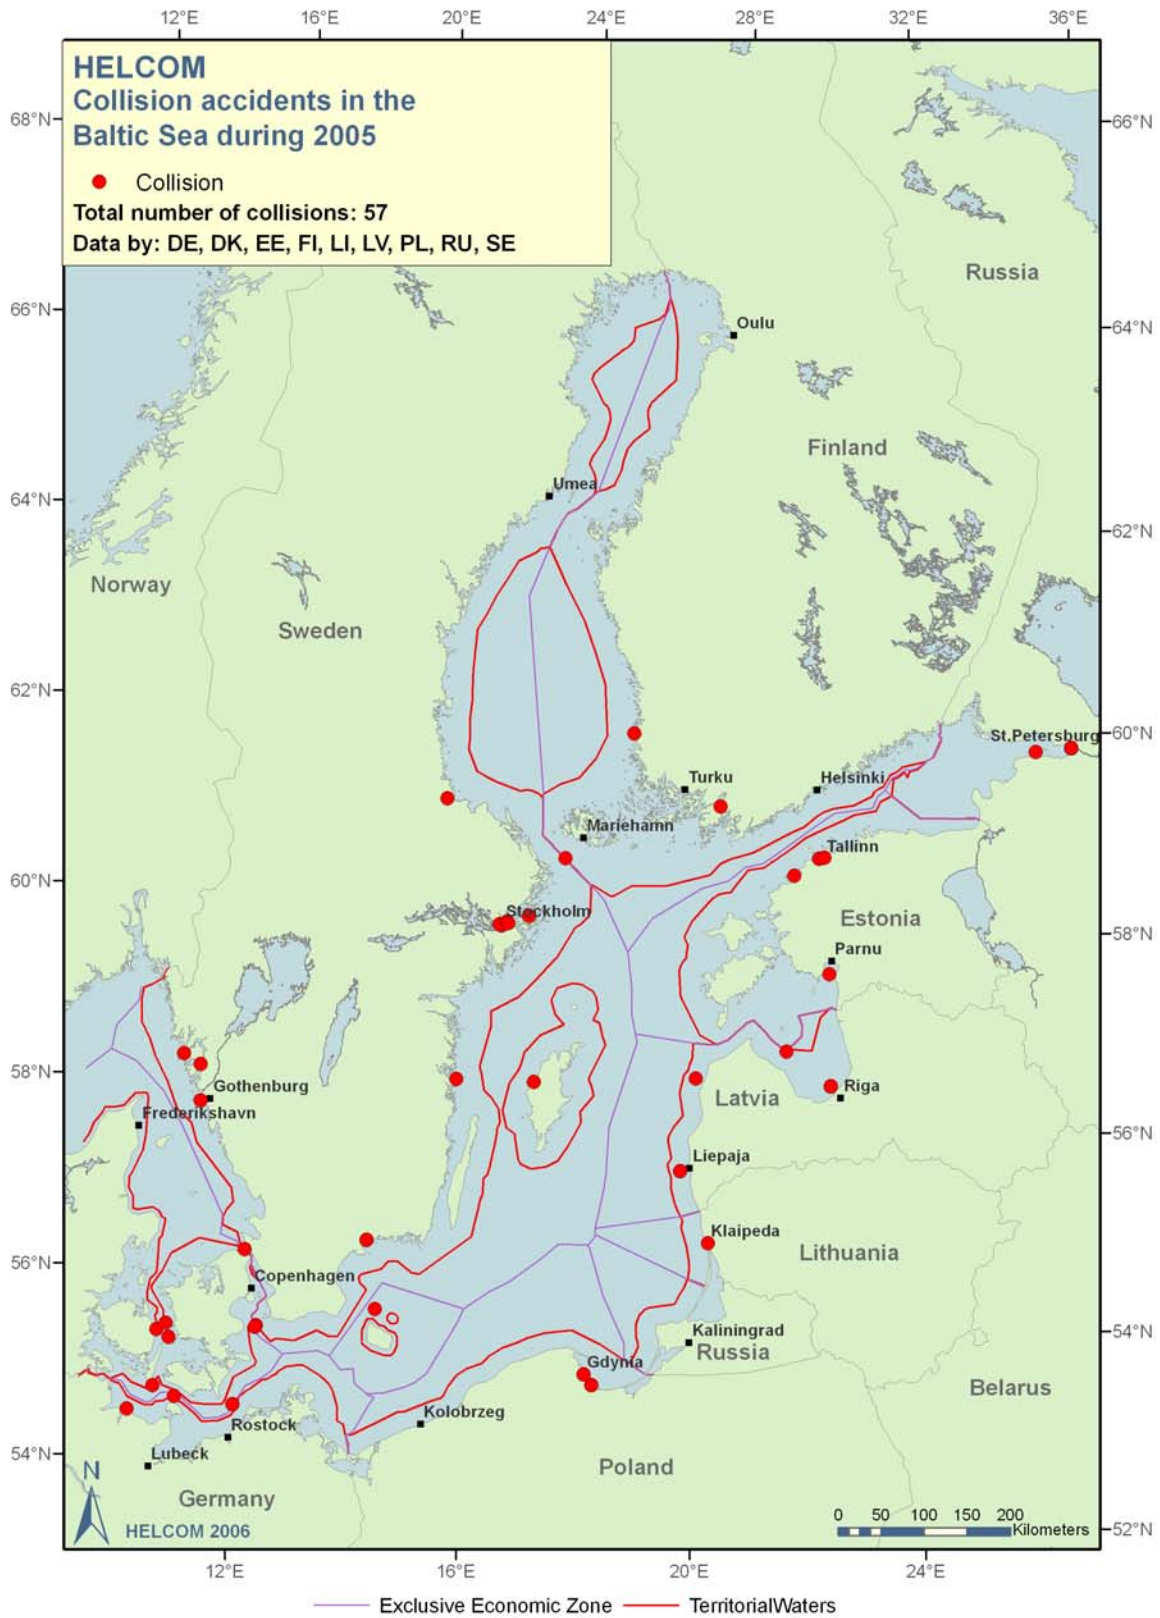 12°E 16°E 20°E 24°E 28°E 32°E 36°E
HELCOM
Collision accidents in the
Baltic Sea during 2005
Collision
Total number of collisions: 57
Data by: DE, DK, EE, FI, LI, LV, PL, RU, SE
68°N
66°N
Russia
66°N
Oulu
64°N
Finland
Umea
64°N
62°N
Norway
Sweden
62°N
St.Petersburg
60°N
Turku
Helsinki
Mariehamn
Tallinn
60°N
Stockholm
Estonia
58°N
Parnu
58°N
Gothenburg
Riga
Latvia
Frederikshavn
56°N
Liepaja
Klaipeda
Lithuania
56°N
Copenhagen
Kaliningrad
54°N
Russia
Gdynia
Belarus
Kolobrzeg
Rostock
54°N
Lubeck
Poland
N
Germany
0 50 100 150 200
Kilometers
HELCOM 2006
52°N
12°E 16°E 20°E 24°E
Exclusive Economic Zone
TerritorialWaters